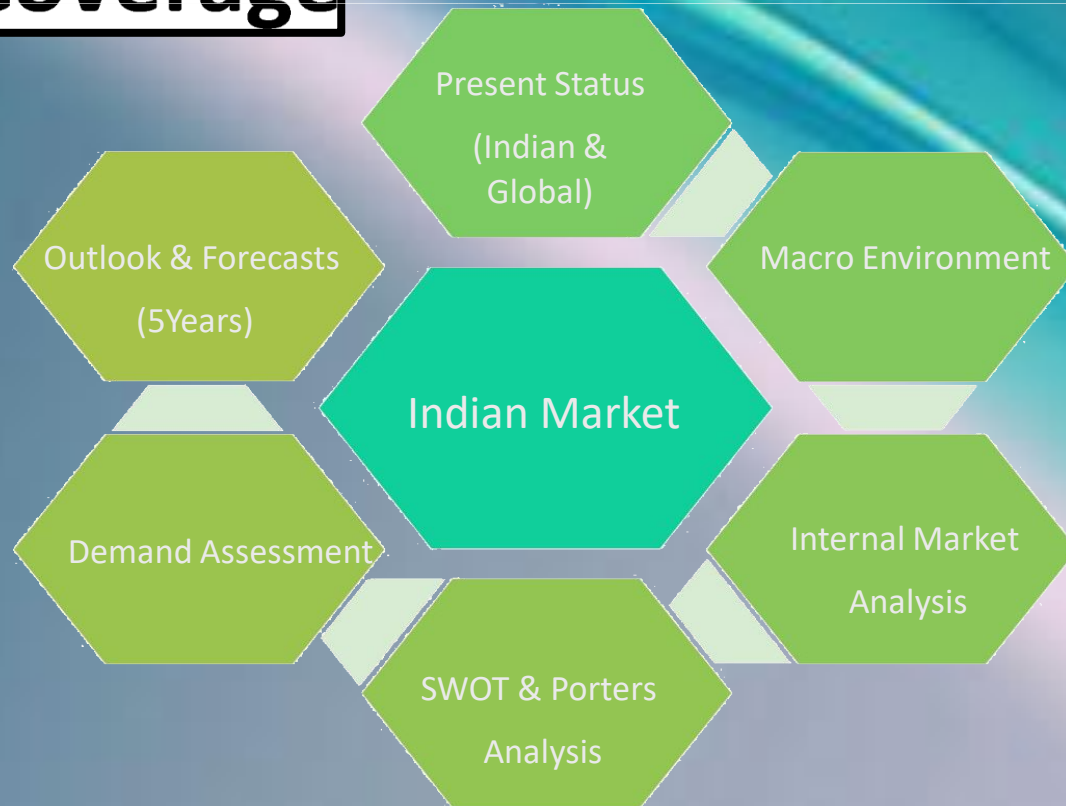 Coverage
Present Status
(Indian &
Global)
Outlook & Forecasts
(5Years)
Macro Environment
Indian Market
Demand Assessment
Internal Market
Analysis
SWOT & Porters
Analysis